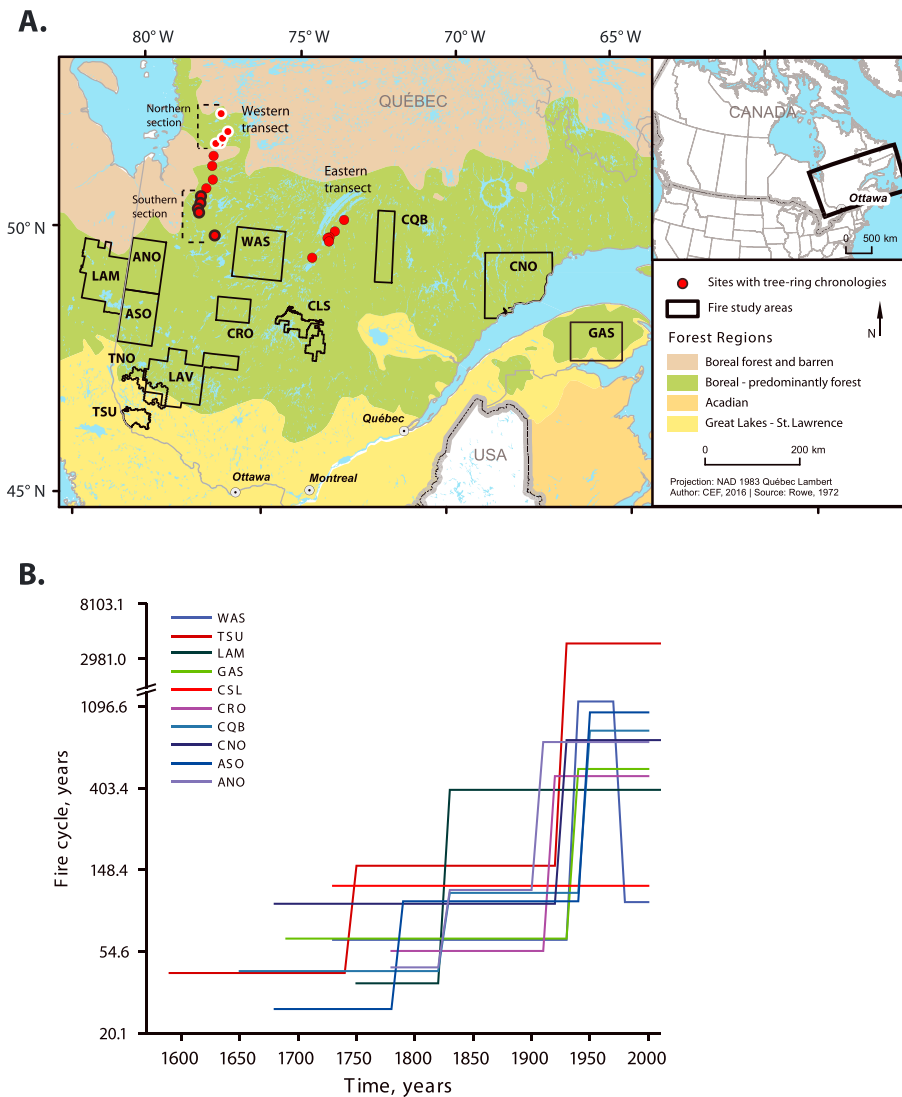 A.
80° W
75° W
70° W
65° W
50° N
45° N
Northern
section
Western
transect
QUÉBEC
Southern
section
Eastern
transect
CQB
WAS
ANO
LAM
ASO
CNO
CLS
CRO
GAS
TNO
LAV
TSU
Québec
USA
Ottawa
Montreal
CANADA
Ottawa
0 500 km
Sites with tree-ring chronologies
Fire study areas
N
Forest Regions
Boreal forest and barren
Boreal - predominantly forest
Acadian
Great Lakes - St. Lawrence
0 200 km
Projection: NAD 1983 Québec Lambert
Author: CEF, 2016 | Source: Rowe, 1972
B.
Fire cycle, years
8103.1
2981.0
1096.6
403.4
148.4
54.6
20.1
WAS
TSU
LAM
GAS
CSL
CRO
CQB
CNO
ASO
ANO
1600 1650 1700 1750 1800 1850 1900 1950 2000
Time, years